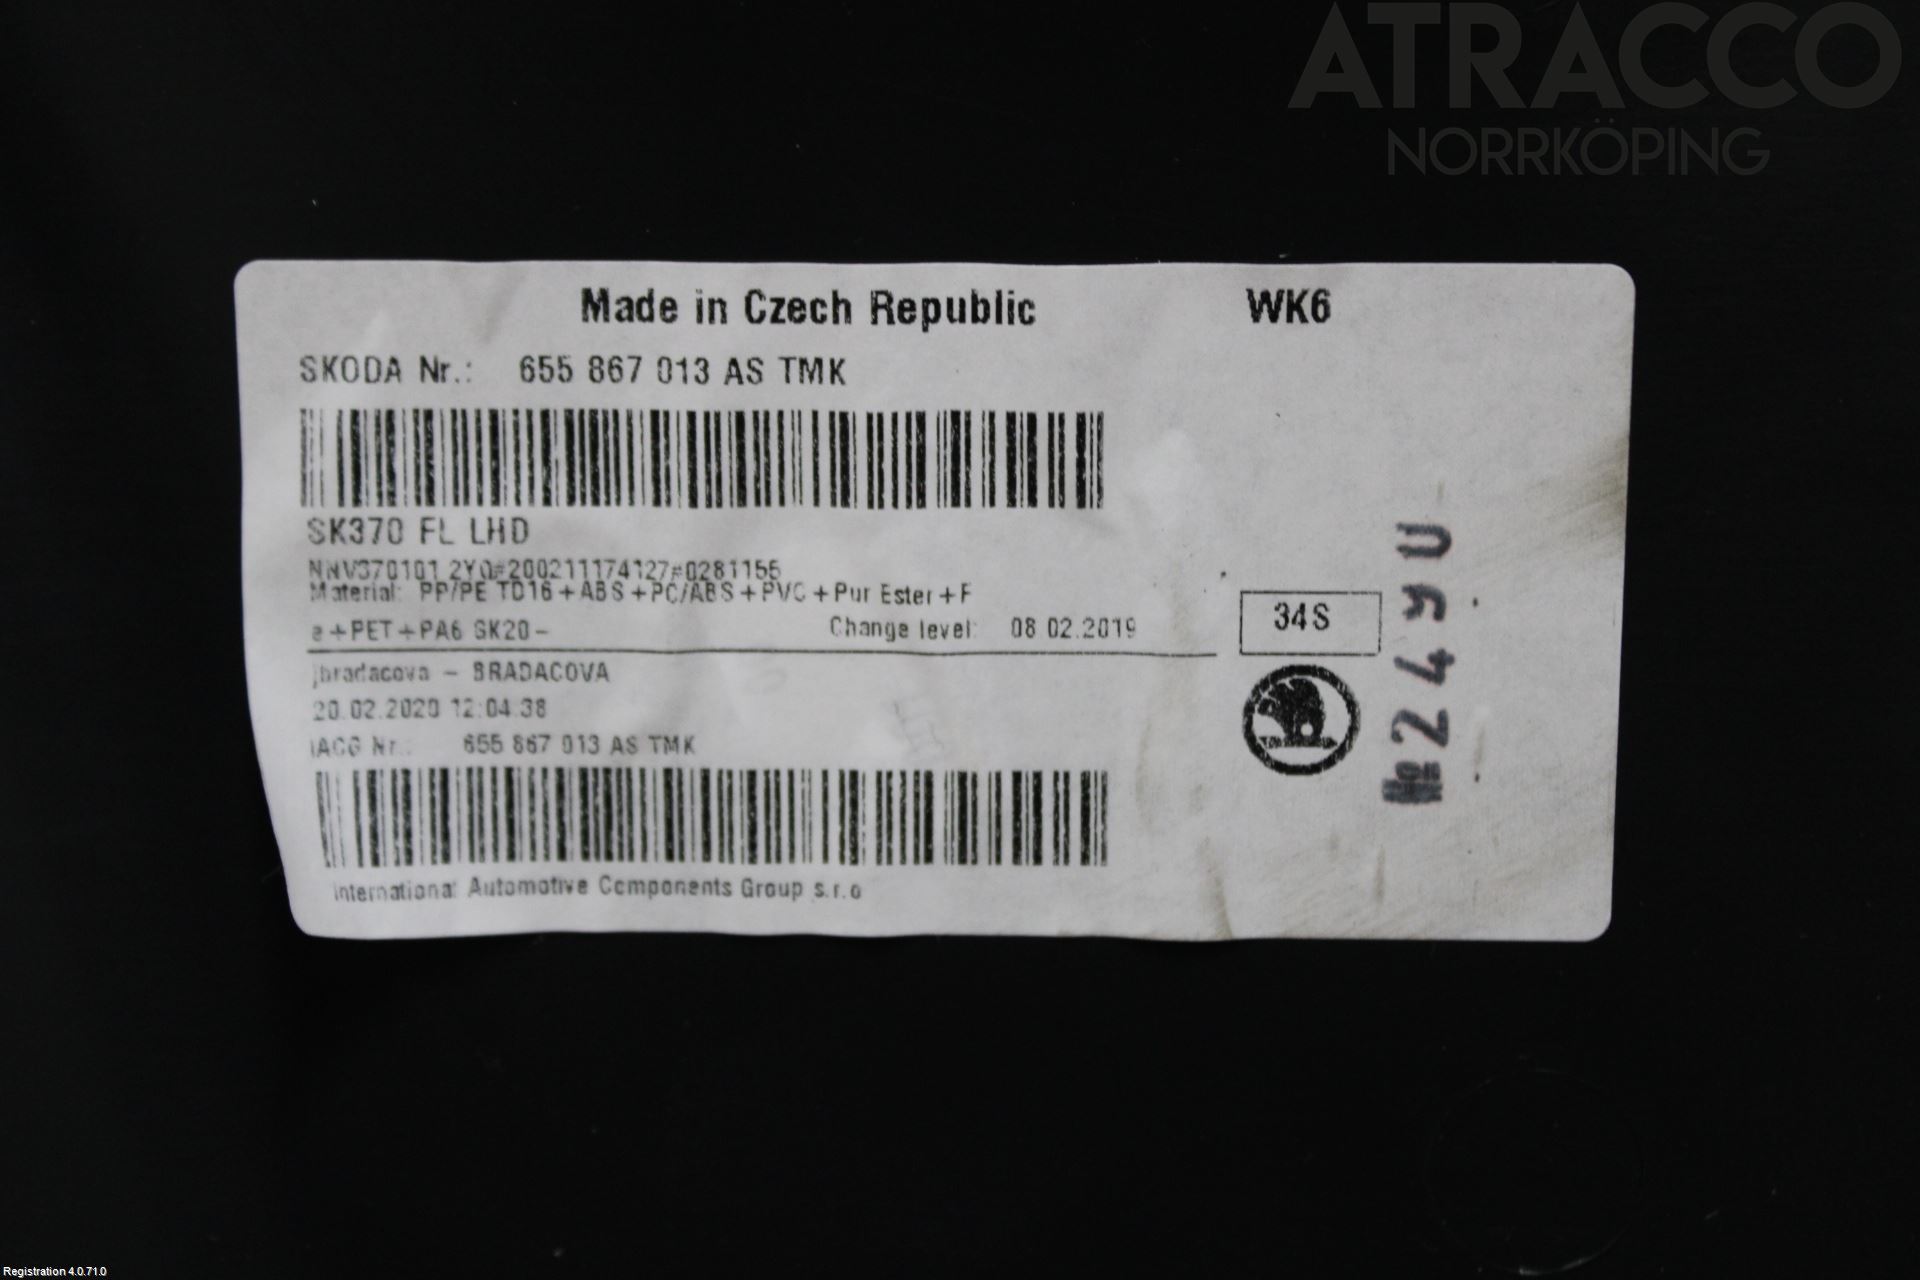 ATRACCO
NORRKÖPING
Made in Czech Republic WK6
SKODA Nr.: 655 867 013 AS TMK
SK370 FL LHD
NNV370101 2Y0#200211174127#0281155
Material: PP/PE TD16+ABS+PC/ABS+PVC+Pur Ester+F
e+PET+PA6 SK20- Change level: 08 02.2019
34S
jbradacova - BRADACOVA
20.02.2020 12:04:38
IACG Nr.: 655 867 013 AS TMK
International Automotive Components Group s.r.o
Registration 4.0.71.0